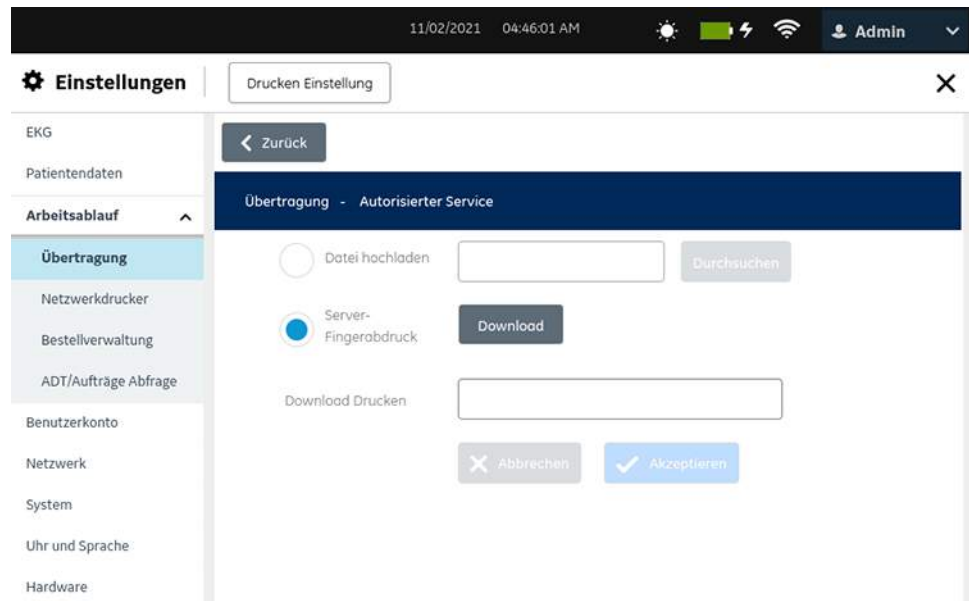 11/02/2021 04:46:01 AM Admin
Einstellungen Drucken Einstellung
EKG
Patientendaten
Arbeitsablauf
Übertragung
Netzwerkdrucker
Bestellverwaltung
ADT/Aufträge Abfrage
Benutzerkonto
Netzwerk
System
Uhr und Sprache
Hardware
Zurück
Übertragung - Autorisierter Service
Datei hochladen Durchsuchen
Server-
Fingerabdruck Download
Download Drucken
Abbrechen Akzeptieren